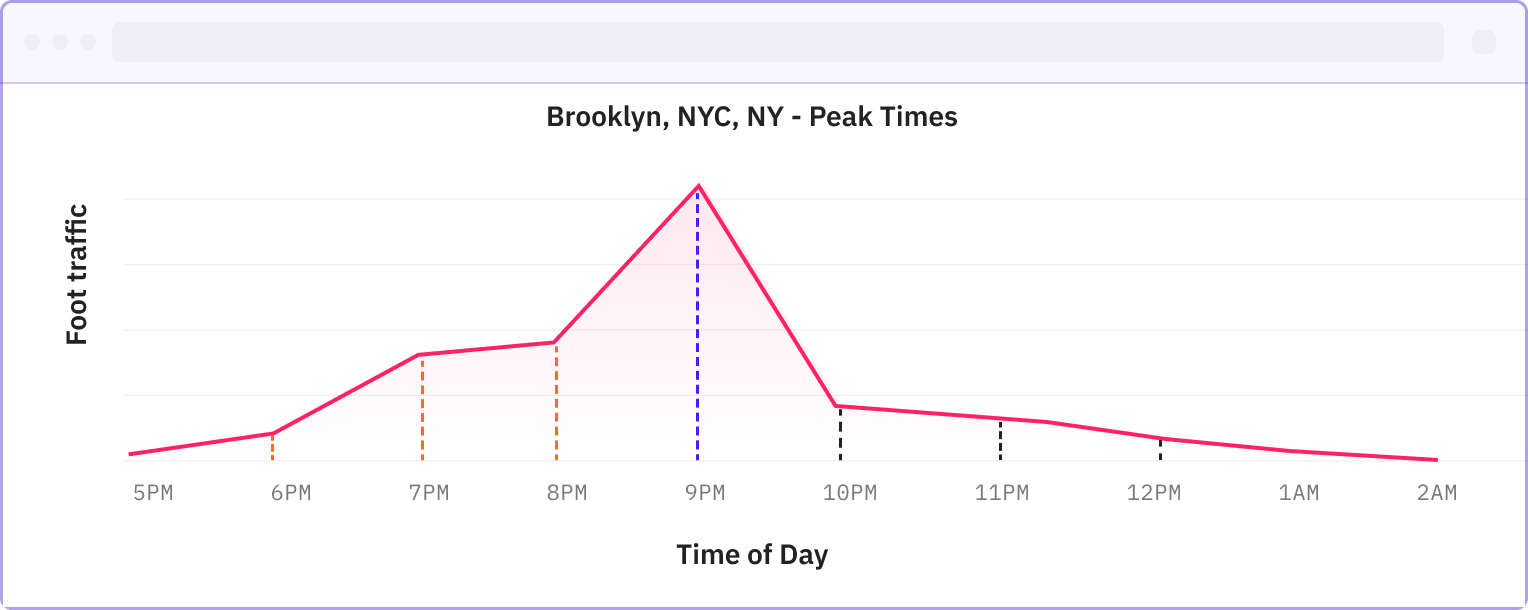 Brooklyn, NYC, NY - Peak Times
Foot traffic
5PM 6PM 7PM 8PM 9PM 10PM 11PM 12PM 1AM 2AM
Time of Day